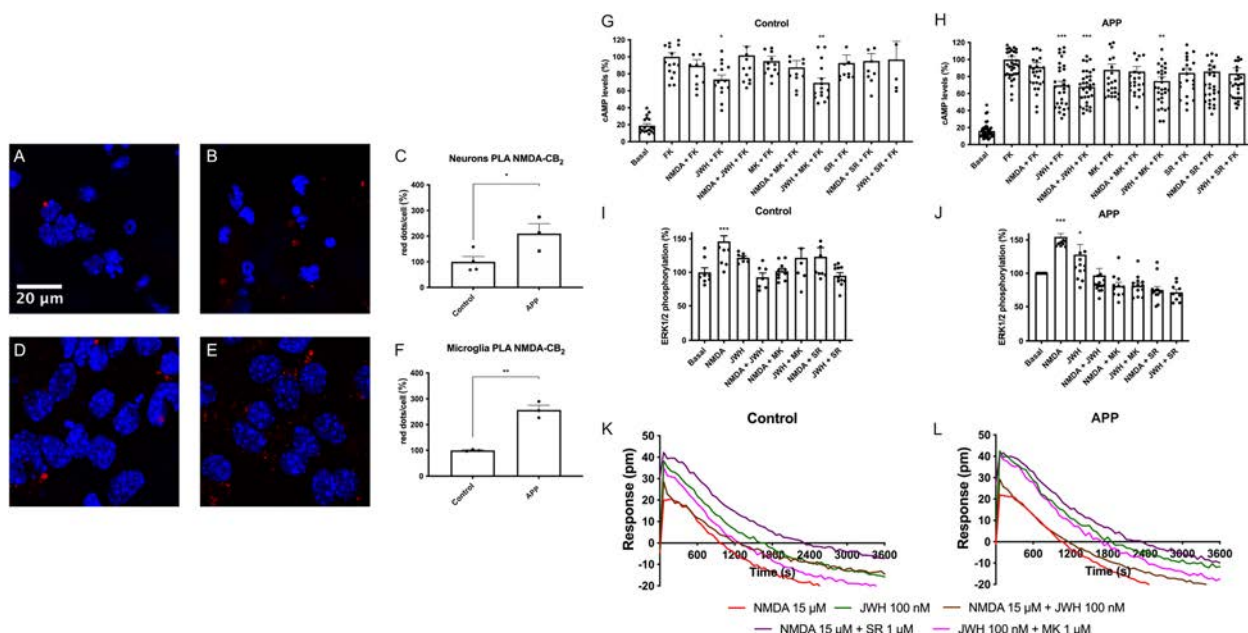 A
20 µm
B
D
E
C
Neurons PLA NMDA-CB2
red dots/cell (%)
400
300
200
100
0
*
Control
APP
F
Microglia PLA NMDA-CB2
red dots/cell (%)
400
300
200
100
0
**
Control
APP
G
Control
cAMP levels (%)
120
100
80
60
40
20
0
*
**
Basal
FK
NMDA + FK
JWH + FK
NMDA + JWH + FK
MK + FK
NMDA + MK + FK
JWH + MK + FK
SR + FK
NMDA + SR + FK
JWH + SR + FK
H
APP
cAMP levels (%)
120
100
80
60
40
20
0
***
***
**
Basal
FK
NMDA + FK
JWH + FK
NMDA + JWH + FK
MK + FK
NMDA + MK + FK
JWH + MK + FK
SR + FK
NMDA + SR + FK
JWH + SR + FK
I
Control
ERK1/2 phosphorylation (%)
150
100
50
***
Basal
NMDA
JWH
NMDA + JWH
NMDA + MK
JWH + MK
NMDA + SR
JWH + SR
J
APP
ERK1/2 phosphorylation (%)
150
100
50
***
*
Basal
NMDA
JWH
NMDA + JWH
NMDA + MK
JWH + MK
NMDA + SR
JWH + SR
K
Control
Response (pm)
50
40
30
20
10
0
-10
-20
600 1200 1800 2400 3000 3600
Time (s)
L
APP
Response (pm)
50
40
30
20
10
0
-10
-20
600 1200 1800 2400 3000 3600
Time (s)
NMDA 15 µM JWH 100 nM NMDA 15 µM + JWH 100 nM
NMDA 15 µM + SR 1 µM JWH 100 nM + MK 1 µM